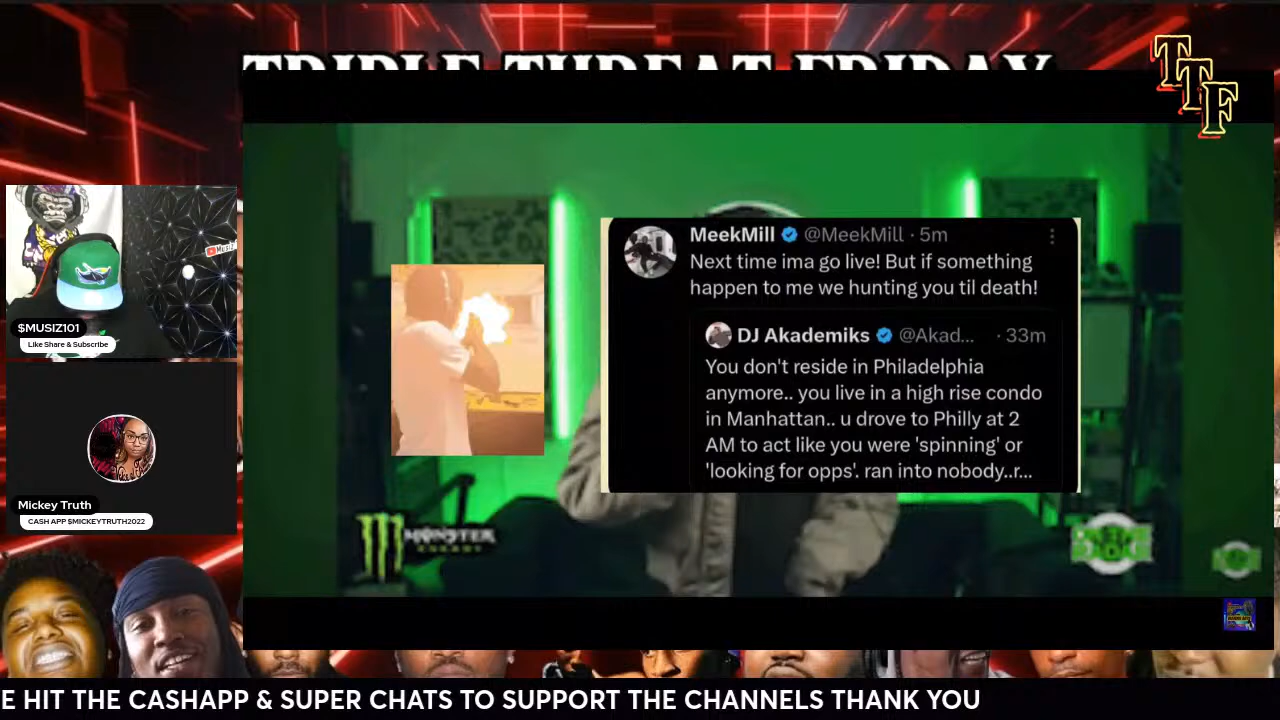 TRIPLE THREAT FRIDAY
TTF
MeekMill @MeekMill · 5m
Next time ima go live! But if something
happen to me we hunting you til death!
DJ Akademiks @Akad... · 33m
You don't reside in Philadelphia
anymore.. you live in a high rise condo
in Manhattan.. u drove to Philly at 2
AM to act like you were 'spinning' or
'looking for opps'. ran into nobody..r...
$MUSIZ101
Like Share & Subscribe
Mickey Truth
CASH APP $MICKEYTRUTH2022
MONSTER
ENERGY
E HIT THE CASHAPP & SUPER CHATS TO SUPPORT THE CHANNELS THANK YOU